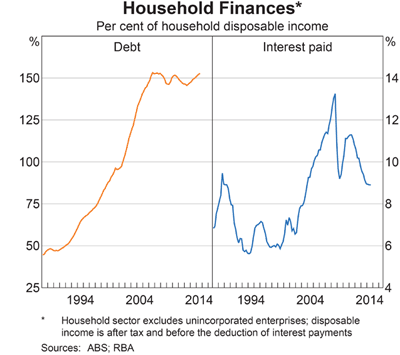 Household Finances*
Per cent of household disposable income
% Debt Interest paid %
150 14
125 12
100 10
75 8
50 6
25 4
1994 2004 2014 1994 2004 2014
* Household sector excludes unincorporated enterprises; disposable
income is after tax and before the deduction of interest payments
Sources: ABS; RBA